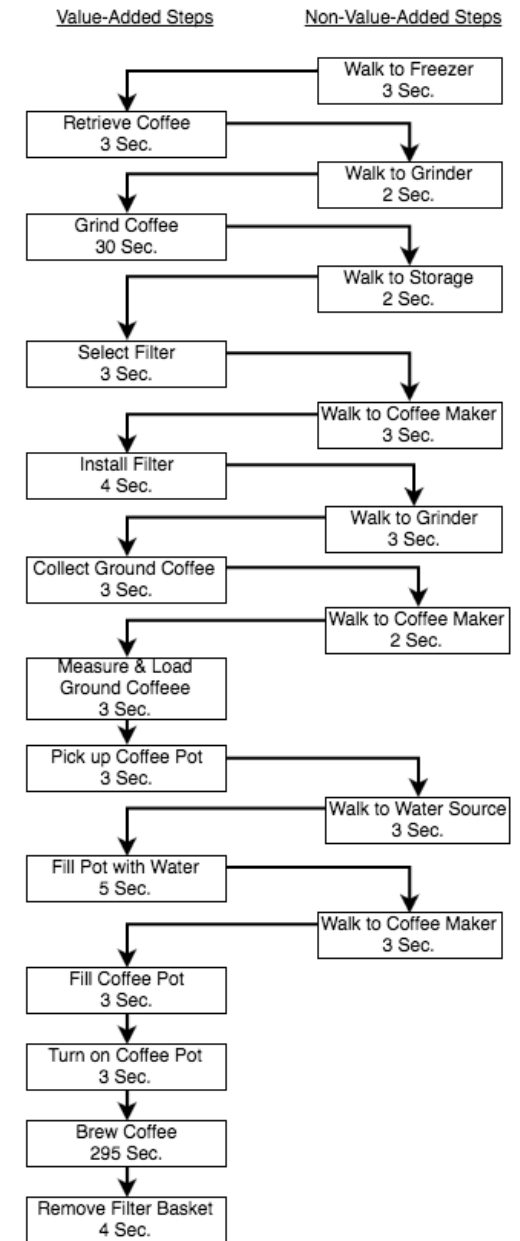 Value-Added Steps
Non-Value-Added Steps
Walk to Freezer
3 Sec.
Retrieve Coffee
3 Sec.
Walk to Grinder
2 Sec.
Grind Coffee
30 Sec.
Walk to Storage
2 Sec.
Select Filter
3 Sec.
Walk to Coffee Maker
3 Sec.
Install Filter
4 Sec.
Walk to Grinder
3 Sec.
Collect Ground Coffee
3 Sec.
Walk to Coffee Maker
2 Sec.
Measure & Load
Ground Coffeee
3 Sec.
Pick up Coffee Pot
3 Sec.
Walk to Water Source
3 Sec.
Fill Pot with Water
5 Sec.
Walk to Coffee Maker
3 Sec.
Fill Coffee Pot
3 Sec.
Turn on Coffee Pot
3 Sec.
Brew Coffee
295 Sec.
Remove Filter Basket
4 Sec.